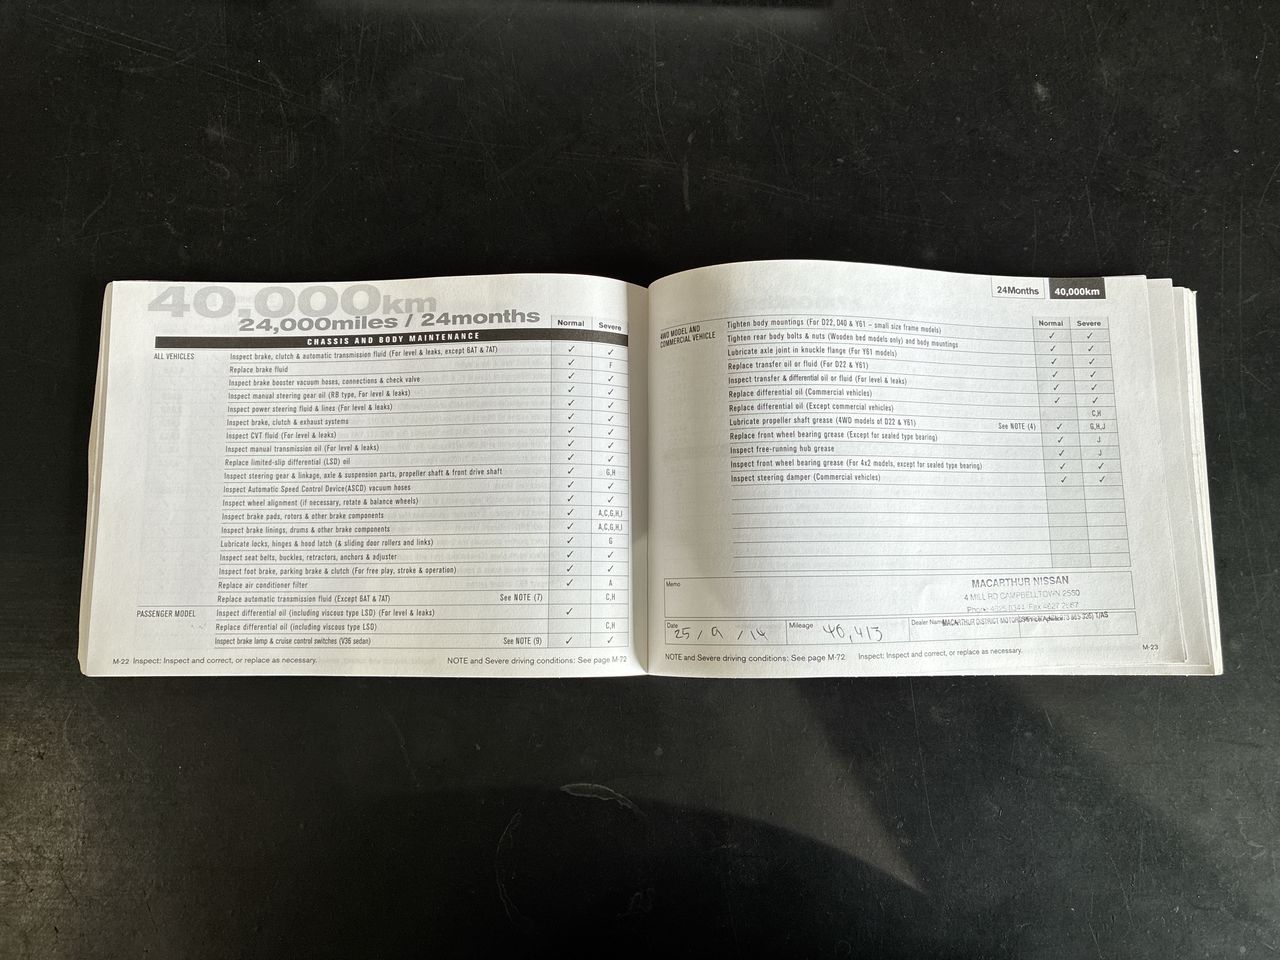 40,000km
24,000miles / 24months
Normal Severe
CHASSIS AND BODY MAINTENANCE
ALL VEHICLES
Inspect brake, clutch & automatic transmission fluid (For level & leaks, except 6AT & 7AT) ✓ ✓
Replace brake fluid ✓ F
Inspect brake booster vacuum hoses, connections & check valve ✓ ✓
Inspect manual steering gear oil (RB type, For level & leaks) ✓ ✓
Inspect power steering fluid & lines (For level & leaks) ✓ ✓
Inspect brake, clutch & exhaust systems ✓ ✓
Inspect CVT fluid (For level & leaks) ✓ ✓
Inspect manual transmission oil (For level & leaks) ✓ ✓
Replace limited-slip differential (LSD) oil ✓ ✓
Inspect steering gear & linkage, axle & suspension parts, propeller shaft & front drive shaft ✓ G,H
Inspect Automatic Speed Control Device(ASCD) vacuum hoses ✓ ✓
Inspect wheel alignment (if necessary, rotate & balance wheels) ✓ ✓
Inspect brake pads, rotors & other brake components ✓ A,C,G,H,I
Inspect brake linings, drums & other brake components ✓ A,C,G,H,I
Lubricate locks, hinges & hood latch (& sliding door rollers and links) ✓ G
Inspect seat belts, buckles, retractors, anchors & adjuster ✓ ✓
Inspect foot brake, parking brake & clutch (For free play, stroke & operation) ✓ ✓
Replace air conditioner filter ✓ A
Replace automatic transmission fluid (Except 6AT & 7AT) See NOTE (7) C,H
PASSENGER MODEL
Inspect differential oil (including viscous type LSD) (For level & leaks) ✓
Replace differential oil (including viscous type LSD) C,H
Inspect brake lamp & cruise control switches (V36 sedan) See NOTE (9) ✓ ✓
M-22 Inspect: Inspect and correct, or replace as necessary. NOTE and Severe driving conditions: See page M-72
24Months 40,000km
Normal Severe
4WD MODEL AND
COMMERCIAL VEHICLE
Tighten body mountings (For D22, D40 & Y61 – small size frame models) ✓ ✓
Tighten rear body bolts & nuts (Wooden bed models only) and body mountings ✓ ✓
Lubricate axle joint in knuckle flange (For Y61 models) ✓ ✓
Replace transfer oil or fluid (For D22 & Y61) ✓ ✓
Inspect transfer & differential oil or fluid (For level & leaks) ✓ ✓
Replace differential oil (Commercial vehicles) ✓ ✓
Replace differential oil (Except commercial vehicles) C,H
Lubricate propeller shaft grease (4WD models of D22 & Y61) See NOTE (4) ✓ G,H,J
Replace front wheel bearing grease (Except for sealed type bearing) ✓ J
Inspect free-running hub grease ✓ J
Inspect front wheel bearing grease (For 4x2 models, except for sealed type bearing) ✓ ✓
Inspect steering damper (Commercial vehicles) ✓ ✓
Memo
MACARTHUR NISSAN
4 MILL RD CAMPBELLTOWN 2560
Phone: 4625 0344 Fax 4627 2687
MACARTHUR DISTRICT MOTORS
T/AS
Date 25/9/14 Mileage 40,413 Dealer Name
NOTE and Severe driving conditions: See page M-72 Inspect: Inspect and correct, or replace as necessary.
M-23